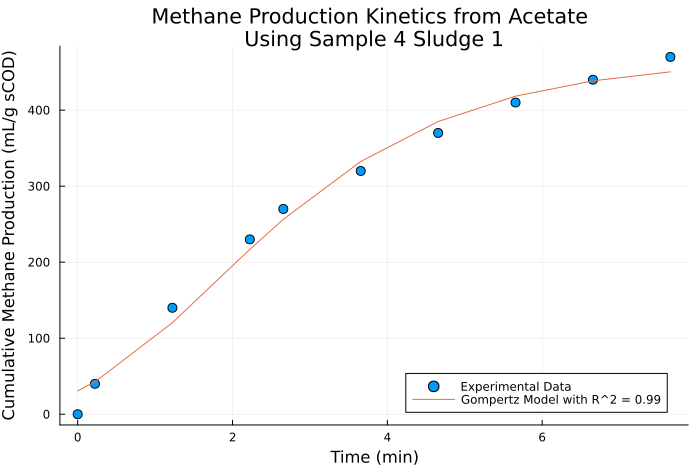 Methane Production Kinetics from Acetate
Using Sample 4 Sludge 1
Cumulative Methane Production (mL/g sCOD)
400
300
200
100
0
0 2 4 6
Time (min)
Experimental Data
Gompertz Model with R^2 = 0.99